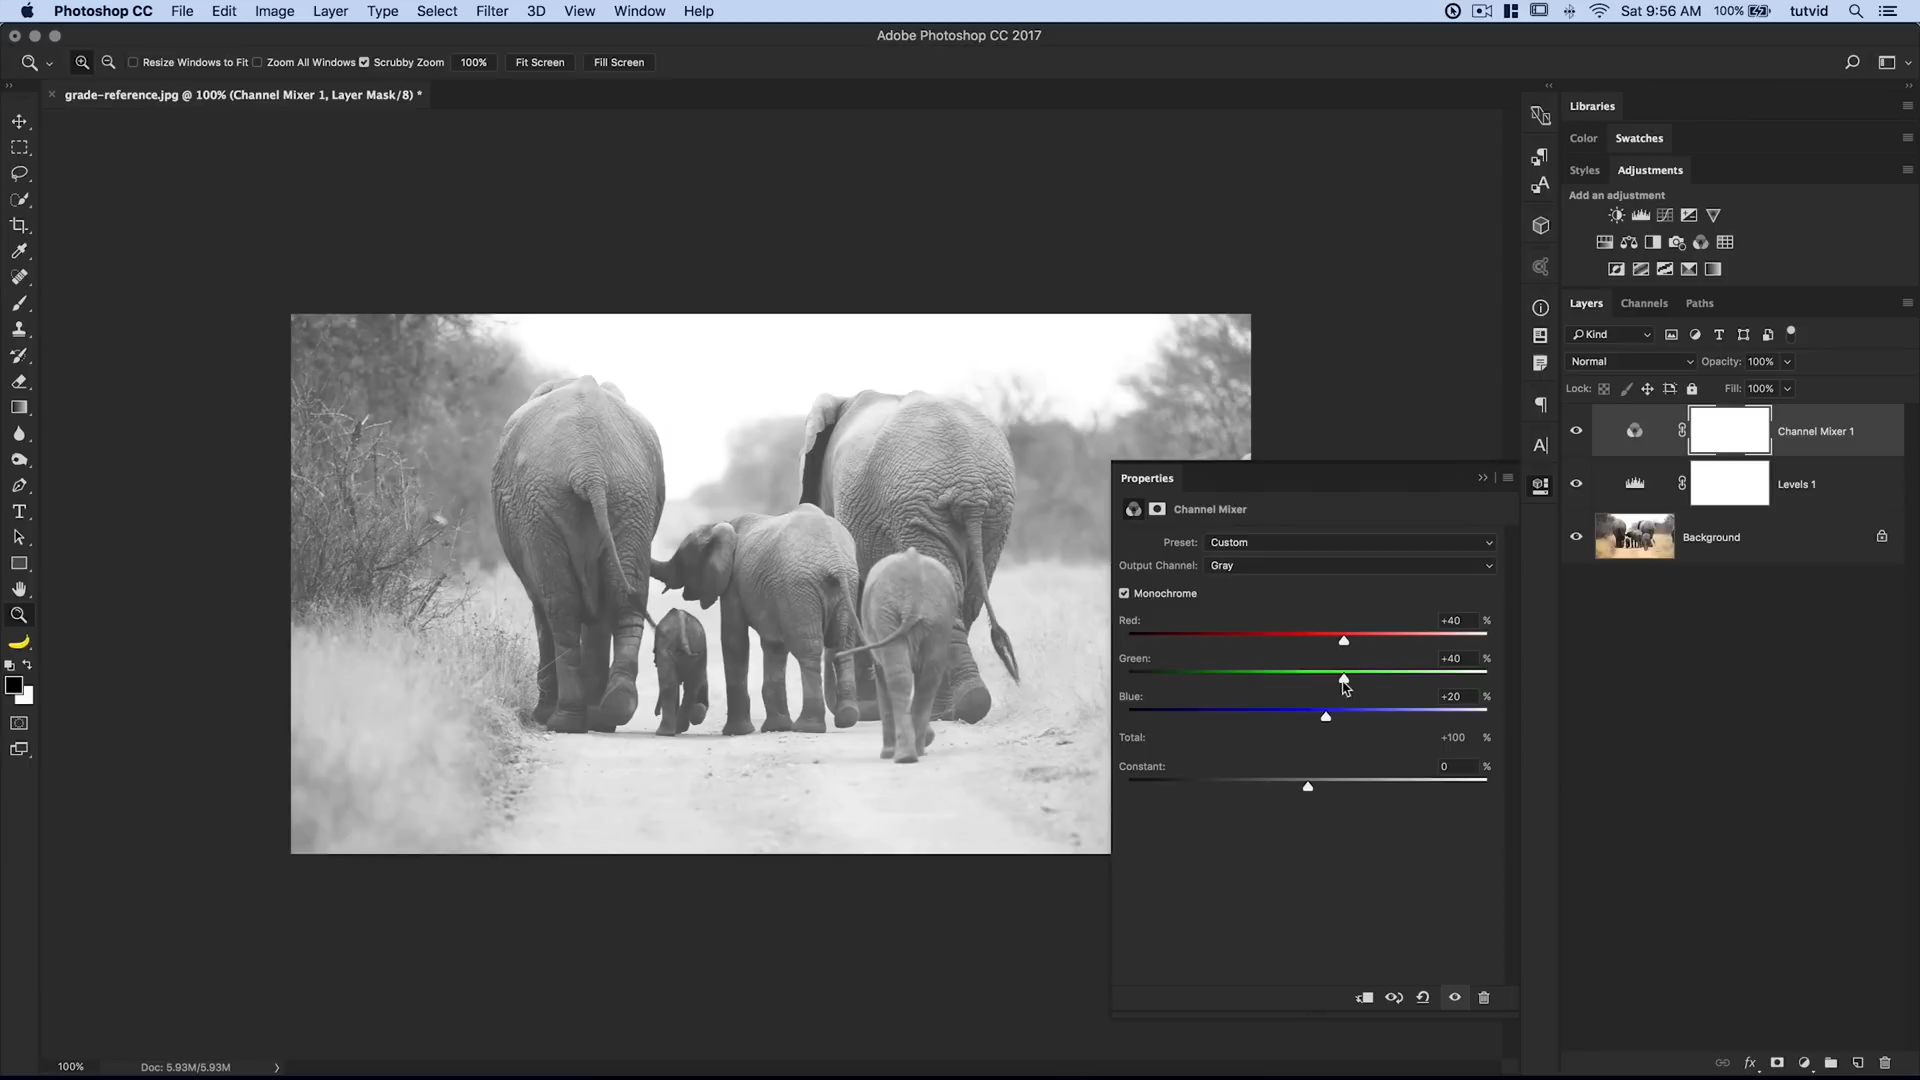 Photoshop CC File Edit Image Layer Type Select Filter 3D View Window Help Sat 9:56 AM 100% tutvid
Adobe Photoshop CC 2017
Resize Windows to Fit Zoom All Windows Scrubby Zoom 100% Fit Screen Fill Screen
grade-reference.jpg @ 100% (Channel Mixer 1, Layer Mask/8) *
Libraries
Color Swatches
Styles Adjustments
Add an adjustment
Layers Channels Paths
Kind
Normal Opacity: 100%
Lock: Fill: 100%
Channel Mixer 1
Levels 1
Background
Properties
Channel Mixer
Preset: Custom
Output Channel: Gray
Monochrome
Red: +40 %
Green: +40 %
Blue: +20 %
Total: +100 %
Constant: 0 %
100% Doc: 5.93M/5.93M